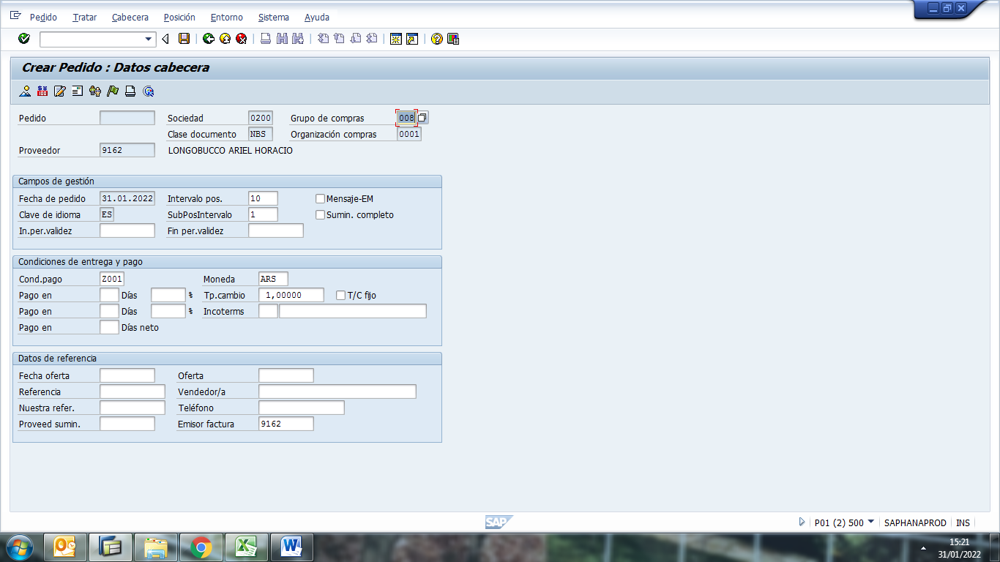 Pedido Tratar Cabecera Posición Entorno Sistema Ayuda
Crear Pedido : Datos cabecera
Pedido Sociedad 0200 Grupo de compras 008
Clase documento NBS Organización compras 0001
Proveedor 9162 LONGOBUCCO ARIEL HORACIO
Campos de gestión
Fecha de pedido 31.01.2022 Intervalo pos. 10 Mensaje-EM
Clave de idioma ES SubPosIntervalo 1 Sumin. completo
In.per.validez Fin per.validez
Condiciones de entrega y pago
Cond.pago Z001 Moneda ARS
Pago en Días % Tp.cambio 1,00000 T/C fijo
Pago en Días % Incoterms
Pago en Días neto
Datos de referencia
Fecha oferta Oferta
Referencia Vendedor/a
Nuestra refer. Teléfono
Proveed sumin. Emisor factura 9162
SAP P01 (2) 500 SAPHANAPROD INS
15:21
31/01/2022